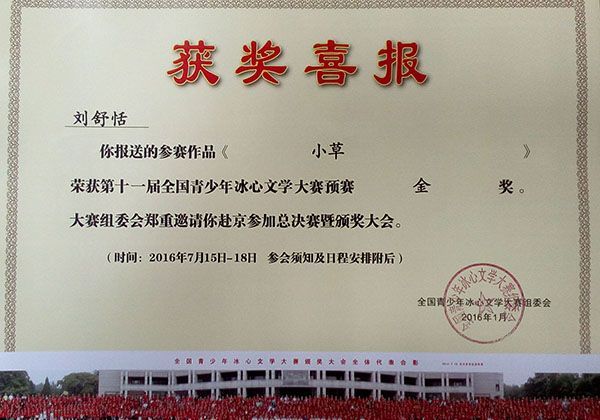 获奖喜报
刘舒恬
你报送的参赛作品《 小草 》
荣获第十一届全国青少年冰心文学大赛预赛 金 奖。
大赛组委会郑重邀请你赴京参加总决赛暨颁奖大会。
(时间：2016年7月15日-18日 参会须知及日程安排附后)
全国青少年冰心文学大赛组委会
2016年1月
全国青少年冰心文学大赛颁奖大会全体代表合影